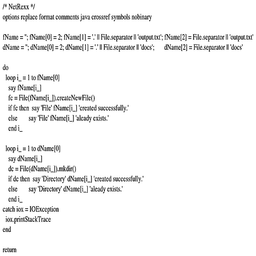 /* NetRexx */
options replace format comments java crossref symbols nobinary
fName = ''; fName[0] = 2; fName[1] = '.' || File.separator || 'output.txt'; fName[2] = File.separator || 'output.txt'
dName = ''; dName[0] = 2; dName[1] = '.' || File.separator || 'docs'; dName[2] = File.separator || 'docs'
do
loop i_ = 1 to fName[0]
say fName[i_]
fc = File(fName[i_]).createNewFile()
if fc then say 'File' fName[i_] 'created successfully.'
else say 'File' fName[i_] 'aleady exists.'
end i_
loop i_ = 1 to dName[0]
say dName[i_]
dc = File(dName[i_]).mkdir()
if dc then say 'Directory' dName[i_] 'created successfully.'
else say 'Directory' dName[i_] 'aleady exists.'
end i_
catch iox = IOException
iox.printStackTrace
end
return